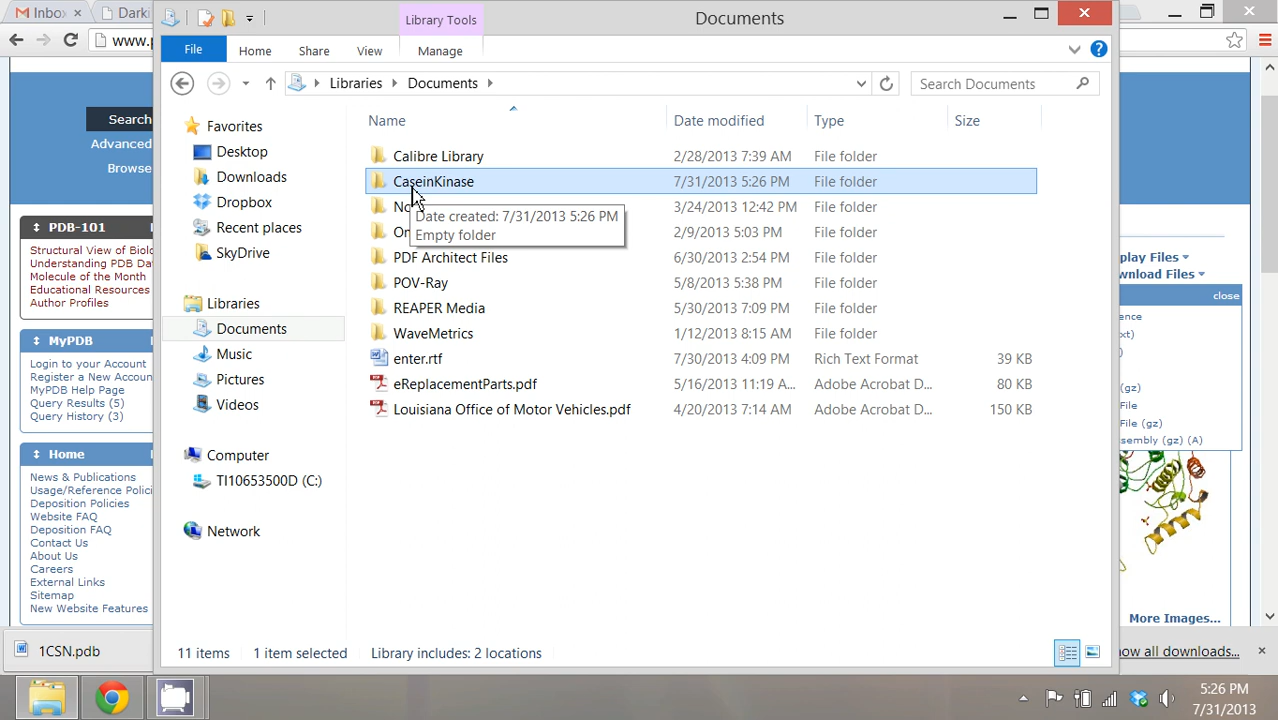 Inbox
Darki
Library Tools
Documents
www.p
File
Home
Share
View
Manage
Libraries
Documents
Search Documents
Search
Advanced
Browse
PDB-101
Structural View of Biolo
Understanding PDB Da
Molecule of the Month
Educational Resources
Author Profiles
MyPDB
Login to your Account
Register a New Accoun
MyPDB Help Page
Query Results (5)
Query History (3)
Home
News & Publications
Usage/Reference Polici
Deposition Policies
Website FAQ
Deposition FAQ
Contact Us
About Us
Careers
External Links
Sitemap
New Website Features
Favorites
Desktop
Downloads
Dropbox
Recent places
SkyDrive
Libraries
Documents
Music
Pictures
Videos
Computer
TI10653500D (C:)
Network
Name Date modified Type Size
Calibre Library 2/28/2013 7:39 AM File folder
CaseinKinase 7/31/2013 5:26 PM File folder
No 3/24/2013 12:42 PM File folder
Date created: 7/31/2013 5:26 PM
Empty folder
On 2/9/2013 5:03 PM File folder
PDF Architect Files 6/30/2013 2:54 PM File folder
POV-Ray 5/8/2013 5:38 PM File folder
REAPER Media 5/30/2013 7:09 PM File folder
WaveMetrics 1/12/2013 8:15 AM File folder
enter.rtf 7/30/2013 4:09 PM Rich Text Format 39 KB
eReplacementParts.pdf 5/16/2013 11:19 A... Adobe Acrobat D... 80 KB
Louisiana Office of Motor Vehicles.pdf 4/20/2013 7:14 AM Adobe Acrobat D... 150 KB
play Files
wnload Files
close
ence
xt)
(gz)
File
File (gz)
sembly (gz) (A)
More Images...
11 items 1 item selected Library includes: 2 locations
1CSN.pdb
ow all downloads...
5:26 PM
7/31/2013